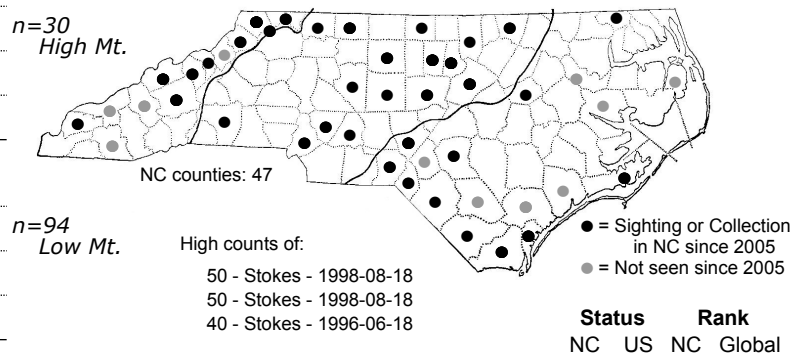 n=30
High Mt.
NC counties: 47
n=94
Low Mt.
High counts of:
50 - Stokes - 1998-08-18
50 - Stokes - 1998-08-18
40 - Stokes - 1996-06-18
= Sighting or Collection
in NC since 2005
= Not seen since 2005
Status Rank
NC US NC Global